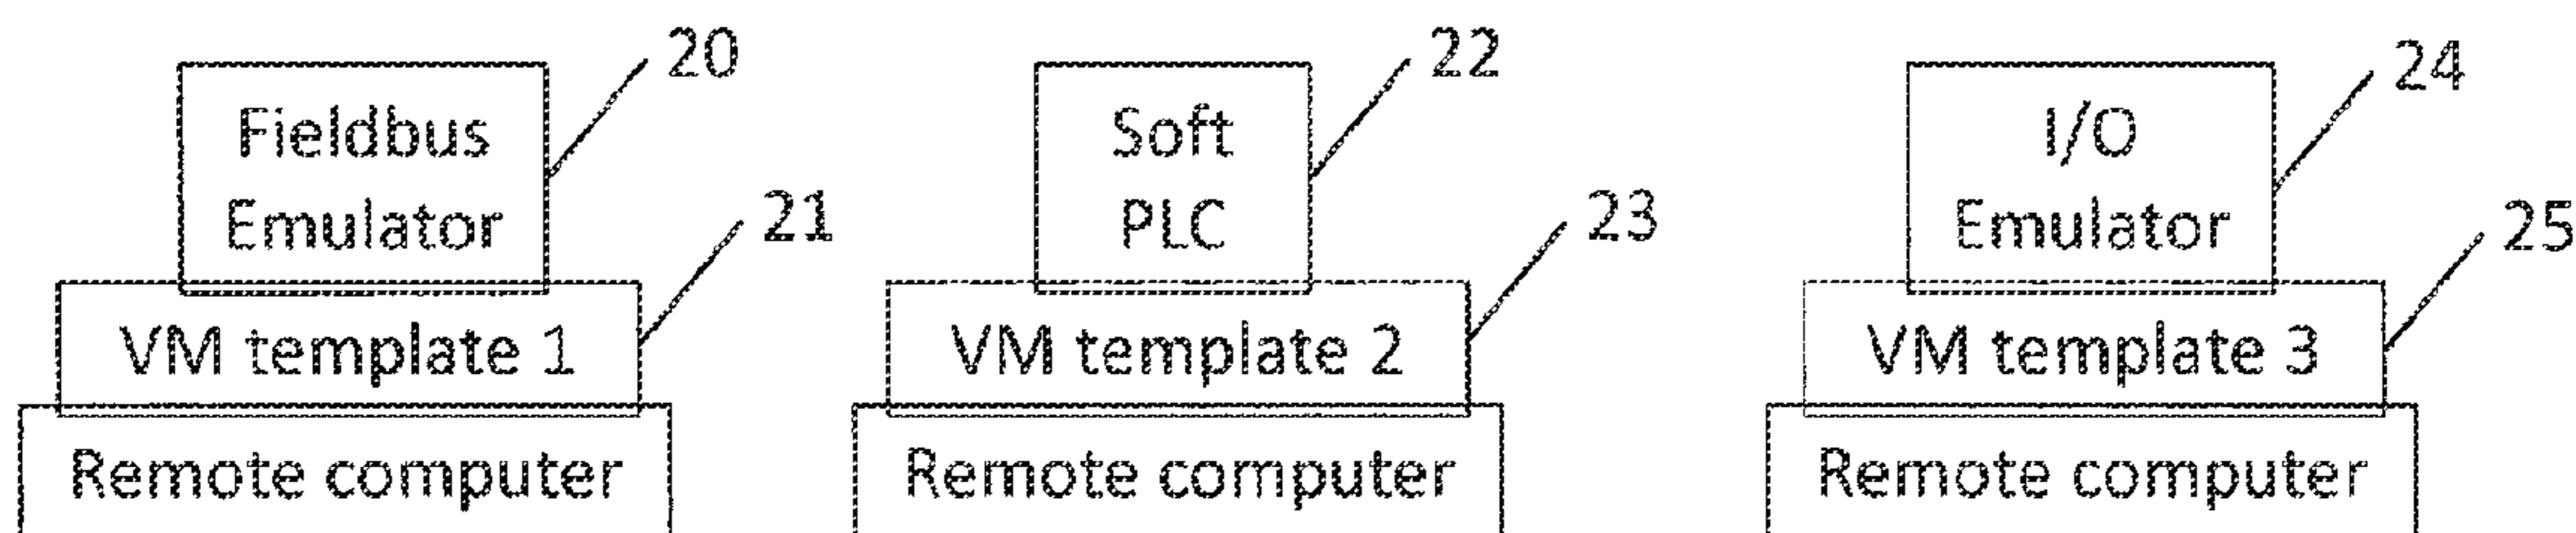 Fieldbus
Emulator
20
VM template 1
21
Remote computer
Soft
PLC
22
VM template 2
23
Remote computer
I/O
Emulator
24
VM template 3
25
Remote computer